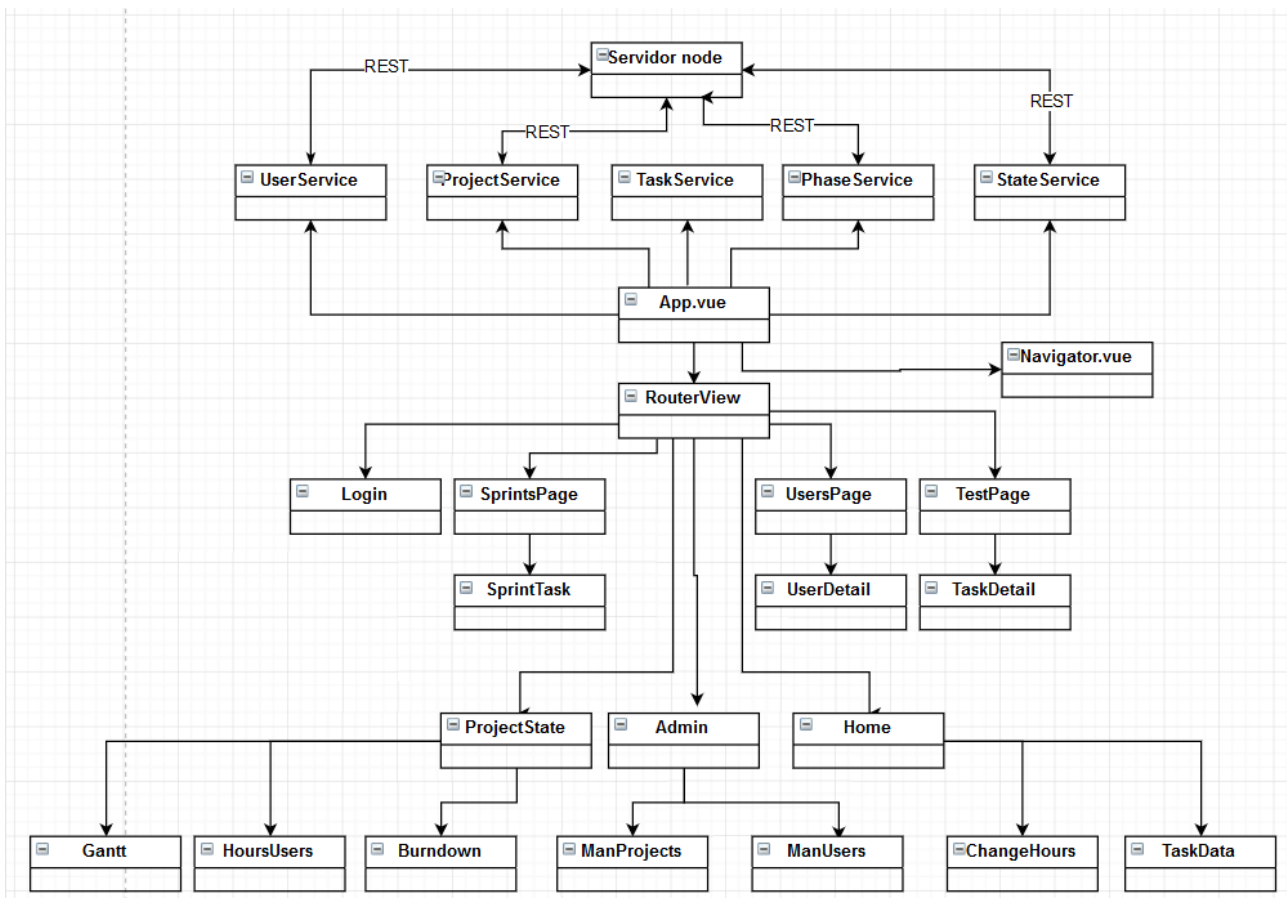 Servidor node
REST
REST
REST
REST
UserService
ProjectService
TaskService
PhaseService
StateService
App.vue
Navigator.vue
RouterView
Login
SprintsPage
UsersPage
TestPage
SprintTask
UserDetail
TaskDetail
ProjectState
Admin
Home
Gantt
HoursUsers
Burndown
ManProjects
ManUsers
ChangeHours
TaskData